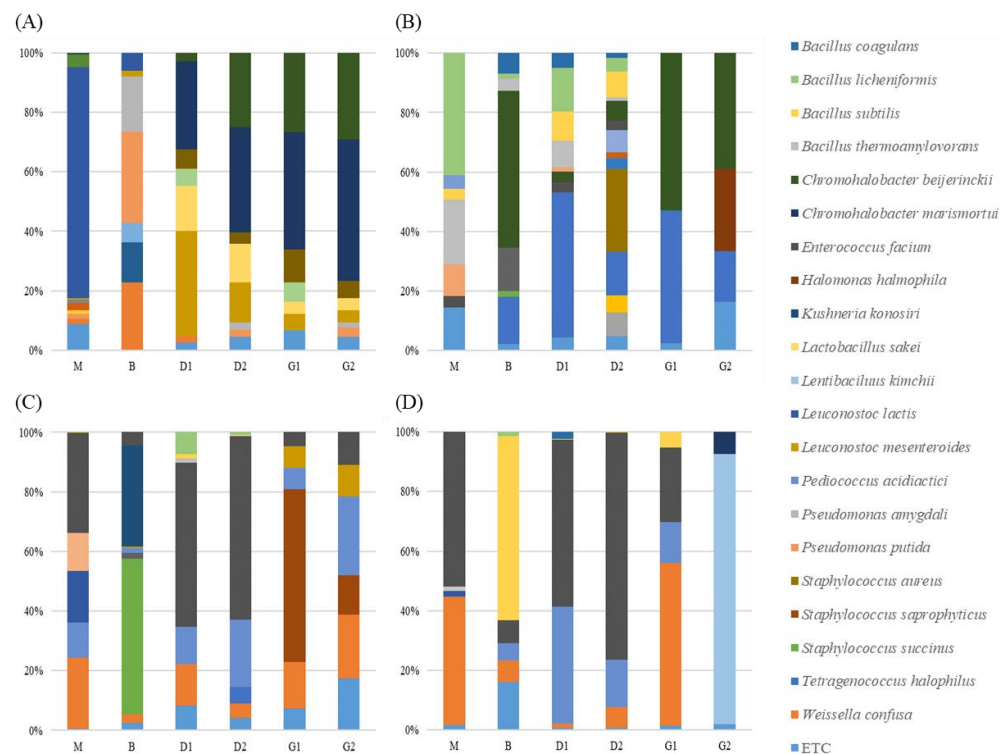 (A)
(B)
100%
80%
60%
40%
20%
0%
M B D1 D2 G1 G2
100%
80%
60%
40%
20%
0%
M B D1 D2 G1 G2
(C)
(D)
100%
80%
60%
40%
20%
0%
M B D1 D2 G1 G2
100%
80%
60%
40%
20%
0%
M B D1 D2 G1 G2
Bacillus coagulans
Bacillus licheniformis
Bacillus subtilis
Bacillus thermoamylovorans
Chromohalobacter beijerinckii
Chromohalobacter marismortui
Enterococcus facium
Halomonas halmophila
Kushneria konosiri
Lactobacillus sakei
Lentibaciluus kimchii
Leuconostoc lactis
Leuconostoc mesenteroides
Pediococcus acidiactici
Pseudomonas amygdali
Pseudomonas putida
Staphylococcus aureus
Staphylococcus saprophyticus
Staphylococcus succinus
Tetragenococcus halophilus
Weissella confusa
ETC